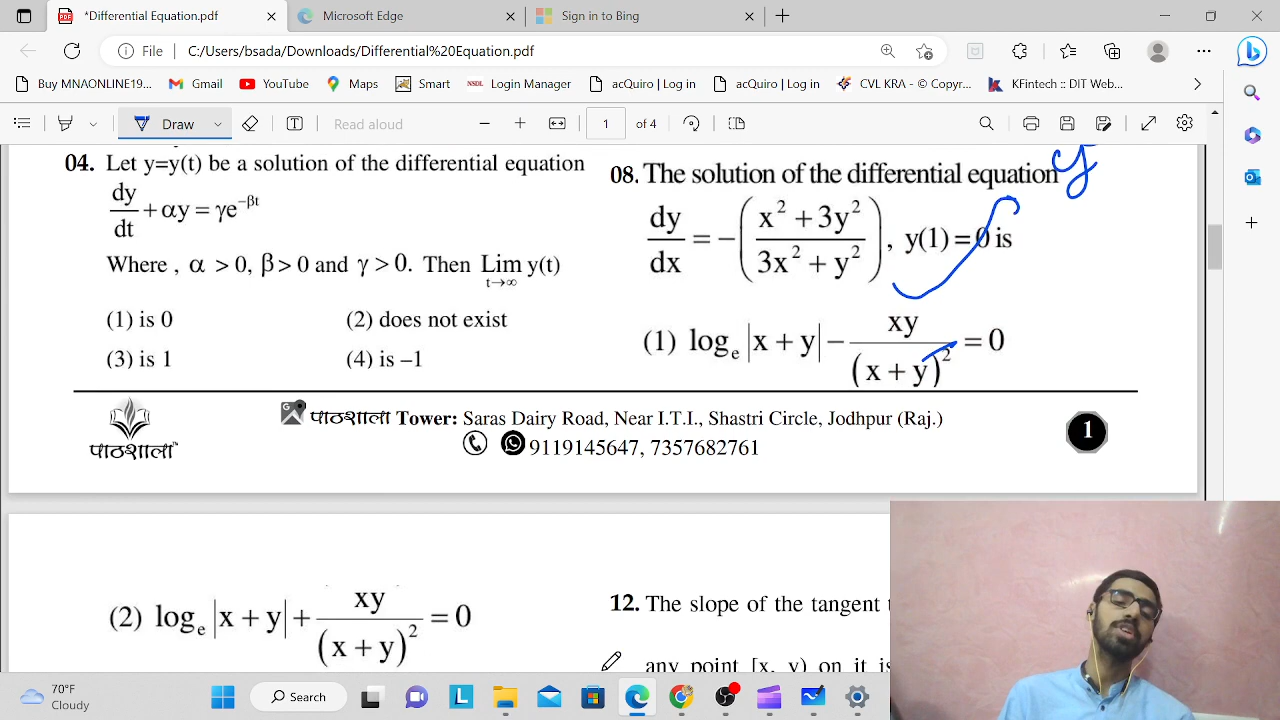 *Differential Equation.pdf
Microsoft Edge
Sign in to Bing
File C:/Users/bsada/Downloads/Differential%20Equation.pdf
Buy MNAONLINE19... Gmail YouTube Maps Smart NSDL Login Manager acQuiro | Log in acQuiro | Log in CVL KRA - © Copyr... KFintech :: DIT Web...
Draw Read aloud 1 of 4
04. Let y=y(t) be a solution of the differential equation
dy/dt + αy = γe^−βt
Where , α > 0, β > 0 and γ > 0. Then Lim t→∞ y(t)
(1) is 0 (2) does not exist
(3) is 1 (4) is –1
y
08. The solution of the differential equation
dy/dx = −((x² + 3y²)/(3x² + y²)), y(1) = 0 is
(1) logₑ |x + y| − xy/(x + y)² = 0
पाठशाला
पाठशाला Tower: Saras Dairy Road, Near I.T.I., Shastri Circle, Jodhpur (Raj.)
9119145647, 7357682761
1
(2) logₑ |x + y| + xy/(x + y)² = 0
12. The slope of the tangent
any point [x, y) on it is
70°F
Cloudy
Search